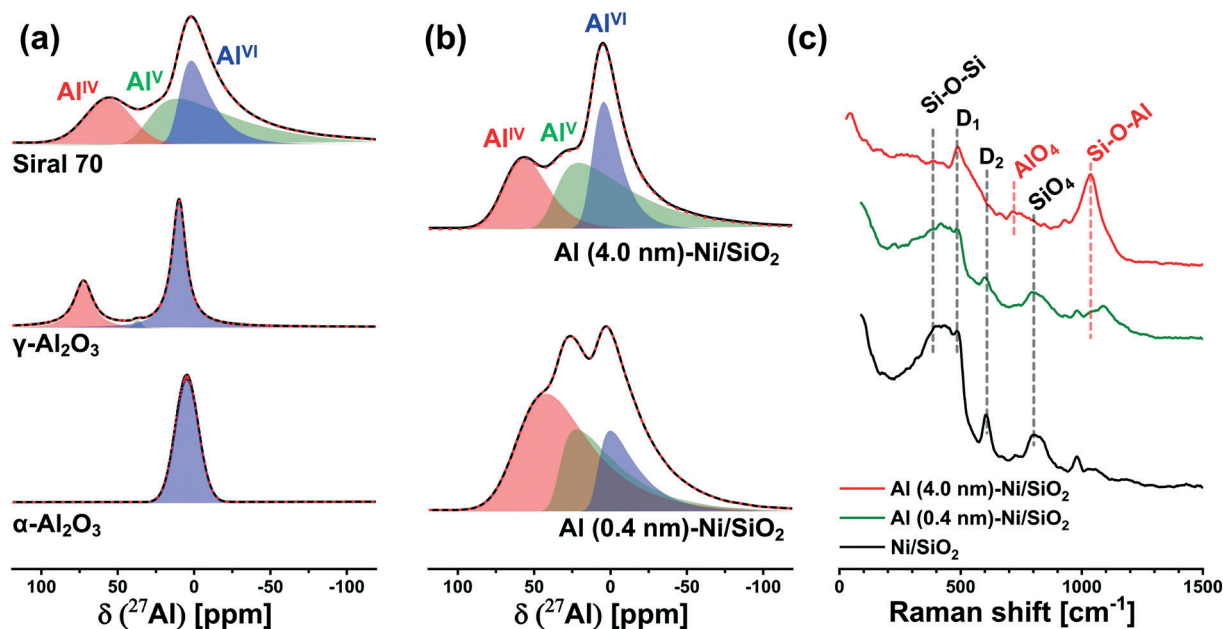 (a)
Al^IV
Al^V
Al^VI
Siral 70
γ-Al₂O₃
α-Al₂O₃
100 50 0 -50 -100
δ (²⁷Al) [ppm]
(b)
Al^IV
Al^V
Al^VI
Al (4.0 nm)-Ni/SiO₂
Al (0.4 nm)-Ni/SiO₂
100 50 0 -50 -100
δ (²⁷Al) [ppm]
(c)
Si-O-Si
D₁
D₂
AlO₄
SiO₄
Si-O-Al
Al (4.0 nm)-Ni/SiO₂
Al (0.4 nm)-Ni/SiO₂
Ni/SiO₂
0 500 1000 1500
Raman shift [cm⁻¹]